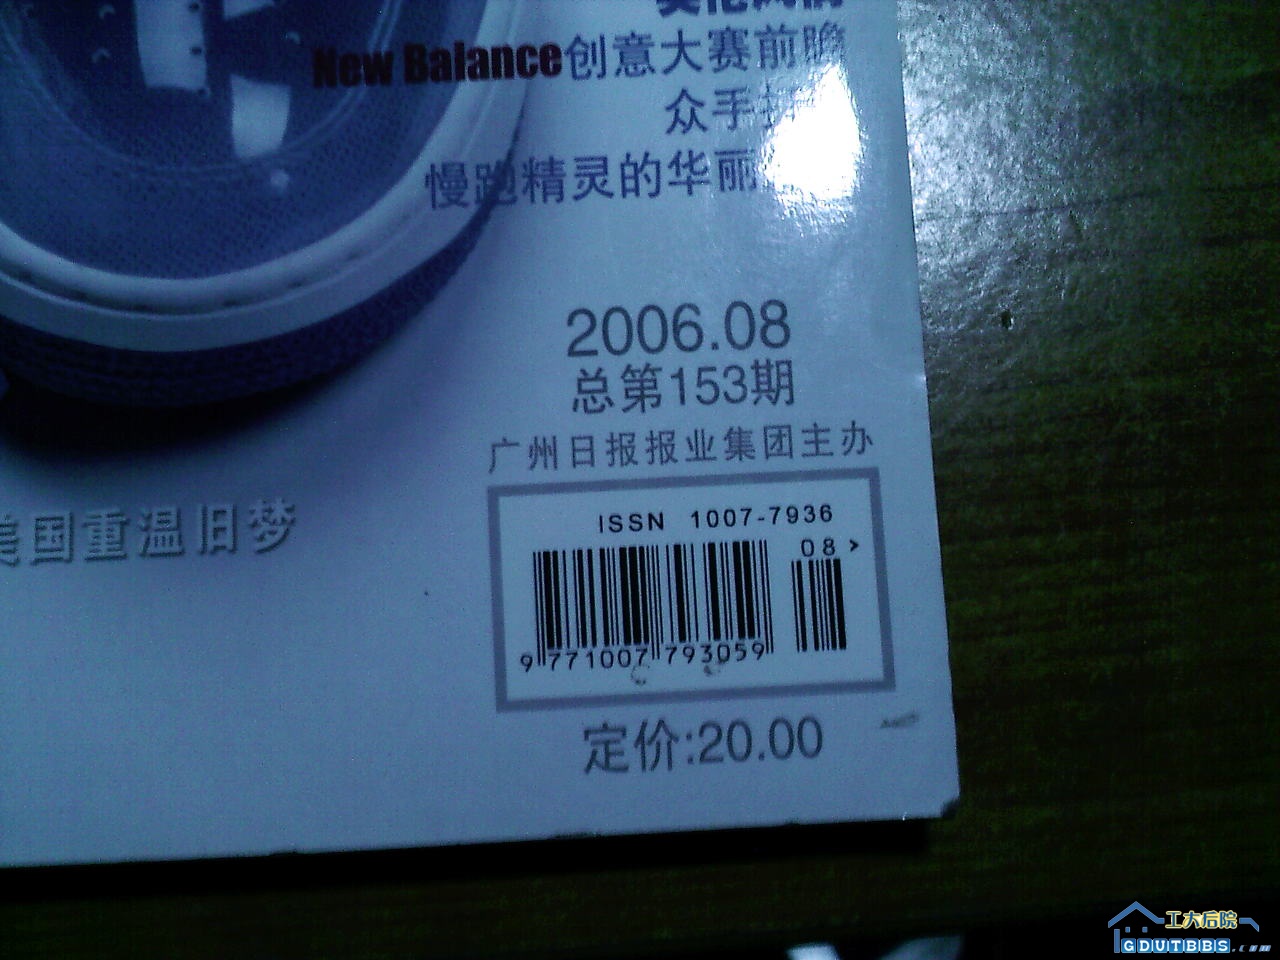 New Balance创意大赛前瞻
众手
慢跑精灵的华丽
2006.08
总第153期
广州日报报业集团主办
美国重温旧梦
ISSN 1007-7936
08 >
9 771007 793059
定价:20.00
工大后院
GDUTBBS.com